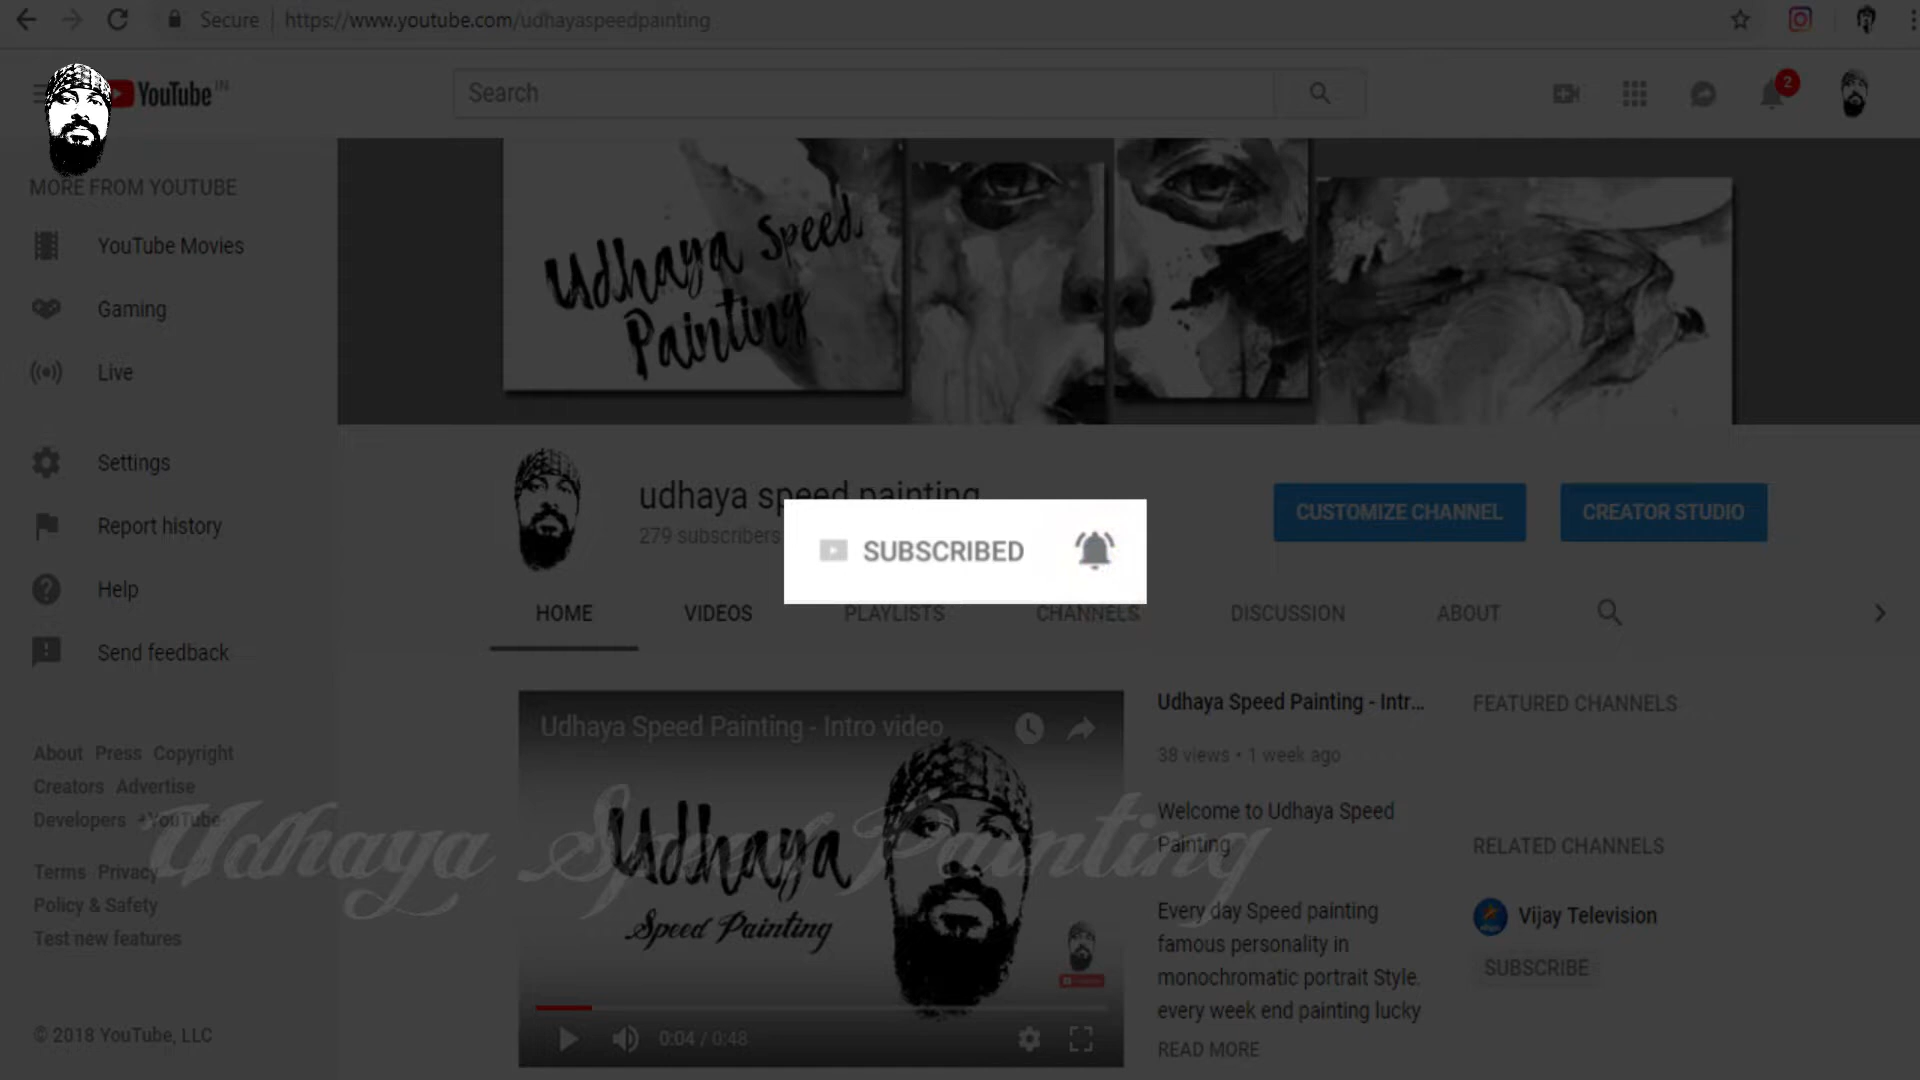 Secure https://www.youtube.com/udhayaspeedpainting
YouTube IN
Search
2
MORE FROM YOUTUBE
YouTube Movies
Gaming
Live
Settings
Report history
Help
Send feedback
About Press Copyright
Creators Advertise
Developers +YouTube
Terms Privacy
Policy & Safety
Test new features
© 2018 YouTube, LLC
Udhaya Speed
Painting
udhaya speed painting
279 subscribers
SUBSCRIBED
CUSTOMIZE CHANNEL
CREATOR STUDIO
HOME VIDEOS PLAYLISTS CHANNELS DISCUSSION ABOUT
Udhaya Speed Painting - Intro video
Udhaya
Speed Painting
0:04 / 0:48
Udhaya Speed Painting - Intr...
38 views • 1 week ago
Welcome to Udhaya Speed
Painting
Every day Speed painting
famous personality in
monochromatic portrait Style.
every week end painting lucky
READ MORE
FEATURED CHANNELS
RELATED CHANNELS
Vijay Television
SUBSCRIBE
Udhaya Speed Painting